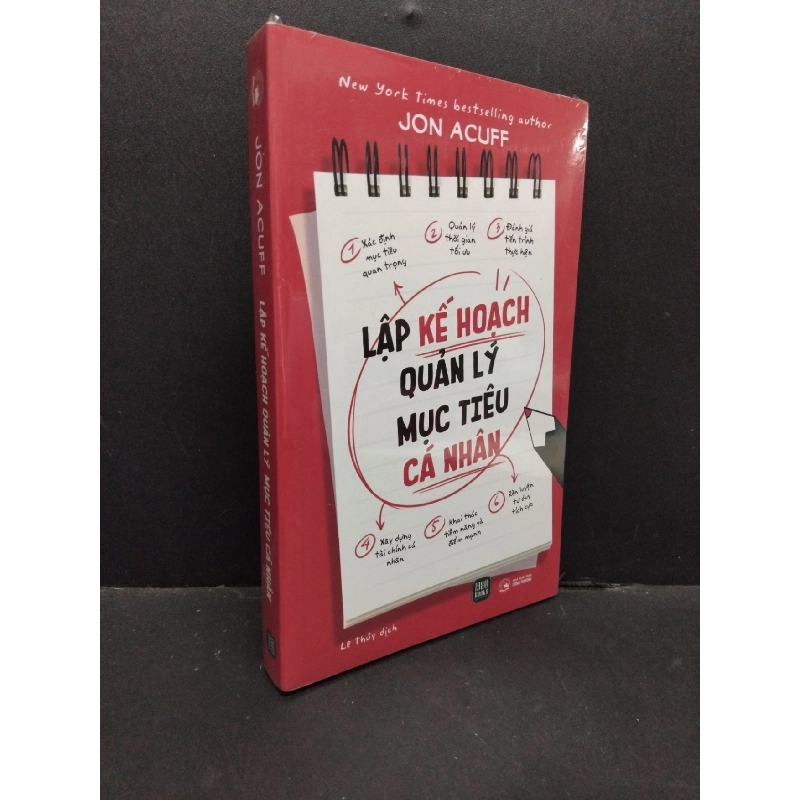 New York Times bestselling author
JON ACUFF
1 Xác định
mục tiêu
quan trọng
2 Quản lý
thời gian
tối ưu
3 Đánh giá
tiến trình
thực hiện
LẬP KẾ HOẠCH
QUẢN LÝ
MỤC TIÊU
CÁ NHÂN
4 Xây dựng
tài chính cá
nhân
5 Khai thác
tiềm năng và
điểm mạnh
6 Rèn luyện
tư duy
tích cực
Lê Thúy dịch
JON ACUFF LẬP KẾ HOẠCH QUẢN LÝ MỤC TIÊU CÁ NHÂN